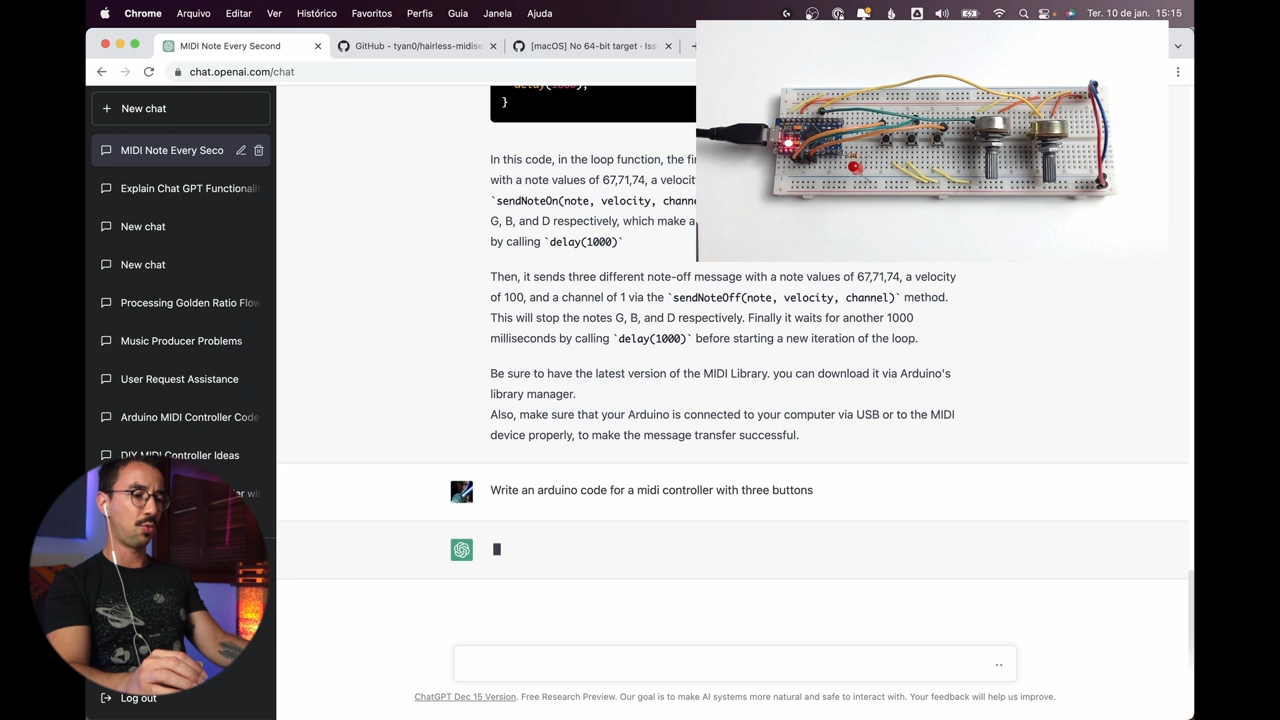 Chrome Arquivo Editar Ver Histórico Favoritos Perfis Guia Janela Ajuda Ter. 10 de jan. 15:15
MIDI Note Every Second
GitHub - tyan0/hairless-midise
[macOS] No 64-bit target · Iss
chat.openai.com/chat
New chat
MIDI Note Every Seco
Explain Chat GPT Functionali
New chat
New chat
Processing Golden Ratio Flow
Music Producer Problems
User Request Assistance
Arduino MIDI Controller Code
DIY MIDI Controller Ideas
Log out
}
In this code, in the loop function, the fir
with a note values of 67,71,74, a velocit
`sendNoteOn(note, velocity, chann
G, B, and D respectively, which make a
by calling `delay(1000)`
Then, it sends three different note-off message with a note values of 67,71,74, a velocity
of 100, and a channel of 1 via the `sendNoteOff(note, velocity, channel)` method.
This will stop the notes G, B, and D respectively. Finally it waits for another 1000
milliseconds by calling `delay(1000)` before starting a new iteration of the loop.
Be sure to have the latest version of the MIDI Library. you can download it via Arduino's
library manager.
Also, make sure that your Arduino is connected to your computer via USB or to the MIDI
device properly, to make the message transfer successful.
Write an arduino code for a midi controller with three buttons
ChatGPT Dec 15 Version. Free Research Preview. Our goal is to make AI systems more natural and safe to interact with. Your feedback will help us improve.